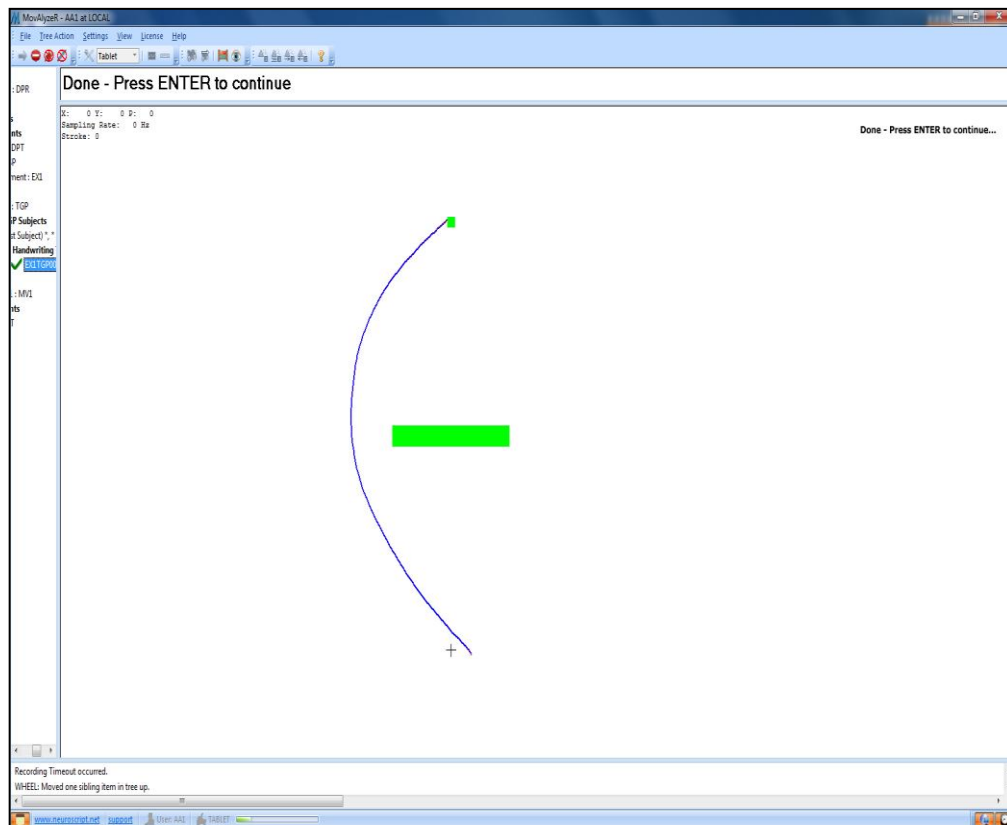 MovAlyzeR - AA1 at LOCAL
File Tree Action Settings View License Help
Tablet
Done - Press ENTER to continue
X: 0 Y: 0 P: 0
Sampling Rate: 0 Hz
Stroke: 0
Done - Press ENTER to continue...
: DPR
nts
DPT
ment : EX1
: TGP
Subjects
st Subject) *, *
Handwriting
EX1TGP00
: MV1
nts
T
Recording Timeout occurred.
WHEEL: Moved one sibling item in tree up.
www.neuroscript.net support User: AA1 TABLET